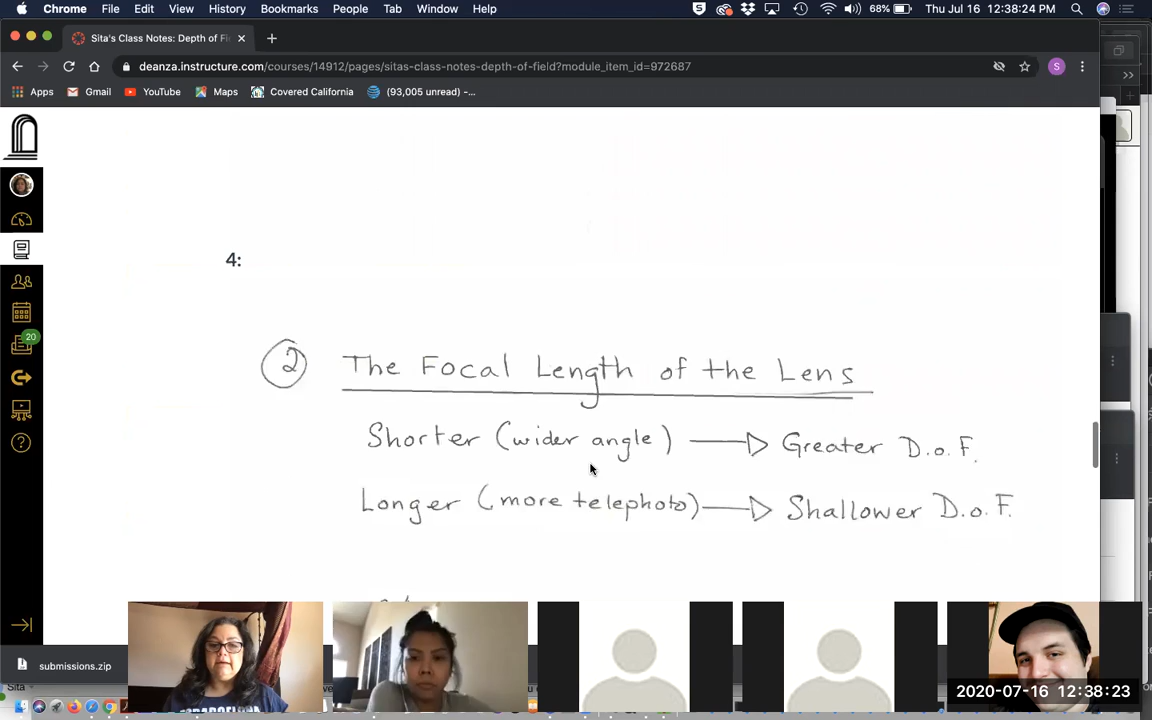 Chrome File Edit View History Bookmarks People Tab Window Help 68% Thu Jul 16 12:38:24 PM
Sita's Class Notes: Depth of Fi
deanza.instructure.com/courses/14912/pages/sitas-class-notes-depth-of-field?module_item_id=972687
S
Apps Gmail YouTube Maps Covered California (93,005 unread) -...
20
4:
2 The Focal Length of the Lens
Shorter (wider angle) → Greater D.o.F.
Longer (more telephoto) → Shallower D.o.F.
submissions.zip
Sita
2020-07-16 12:38:23